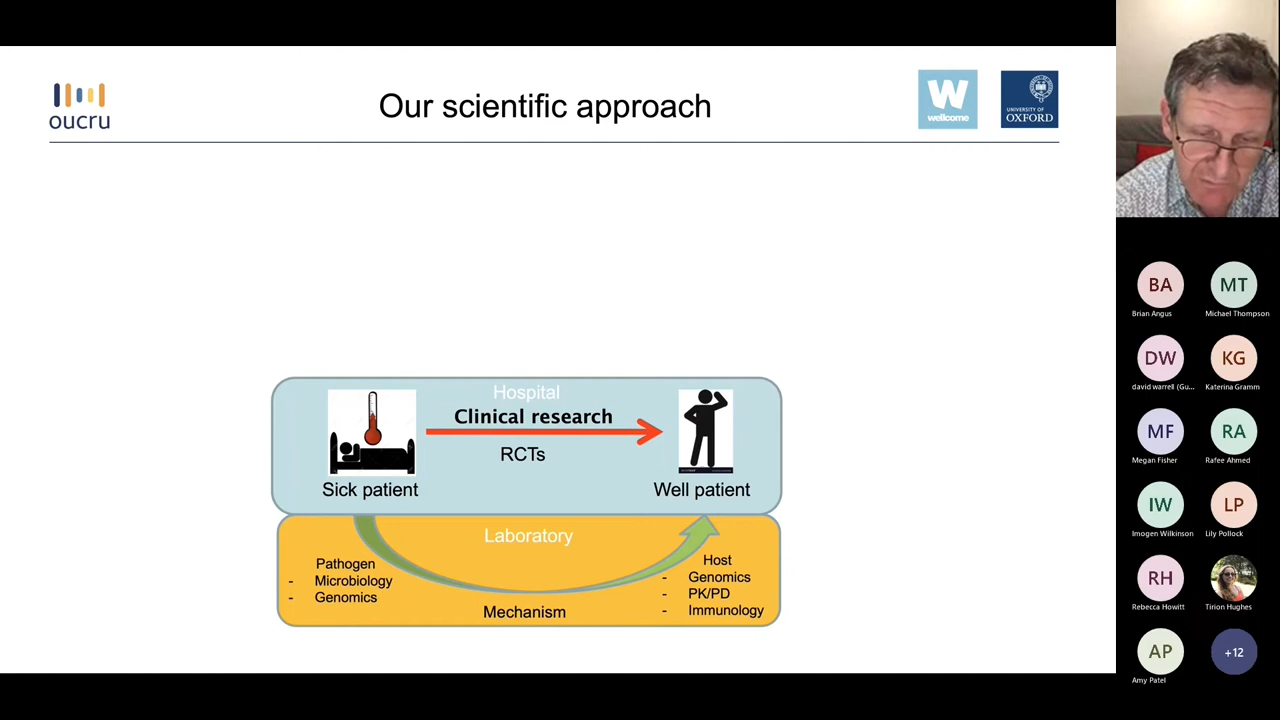 oucru
Our scientific approach
W
wellcome
UNIVERSITY OF
OXFORD
Hospital
Clinical research
RCTs
Sick patient
Well patient
Laboratory
Pathogen
- Microbiology
- Genomics
Mechanism
Host
- Genomics
- PK/PD
- Immunology
BA
Brian Angus
MT
Michael Thompson
DW
david warrell (Gu...
KG
Katerina Gramm
MF
Megan Fisher
RA
Rafee Ahmed
IW
Imogen Wilkinson
LP
Lily Pollock
RH
Rebecca Howitt
Tirion Hughes
AP
Amy Patel
+12